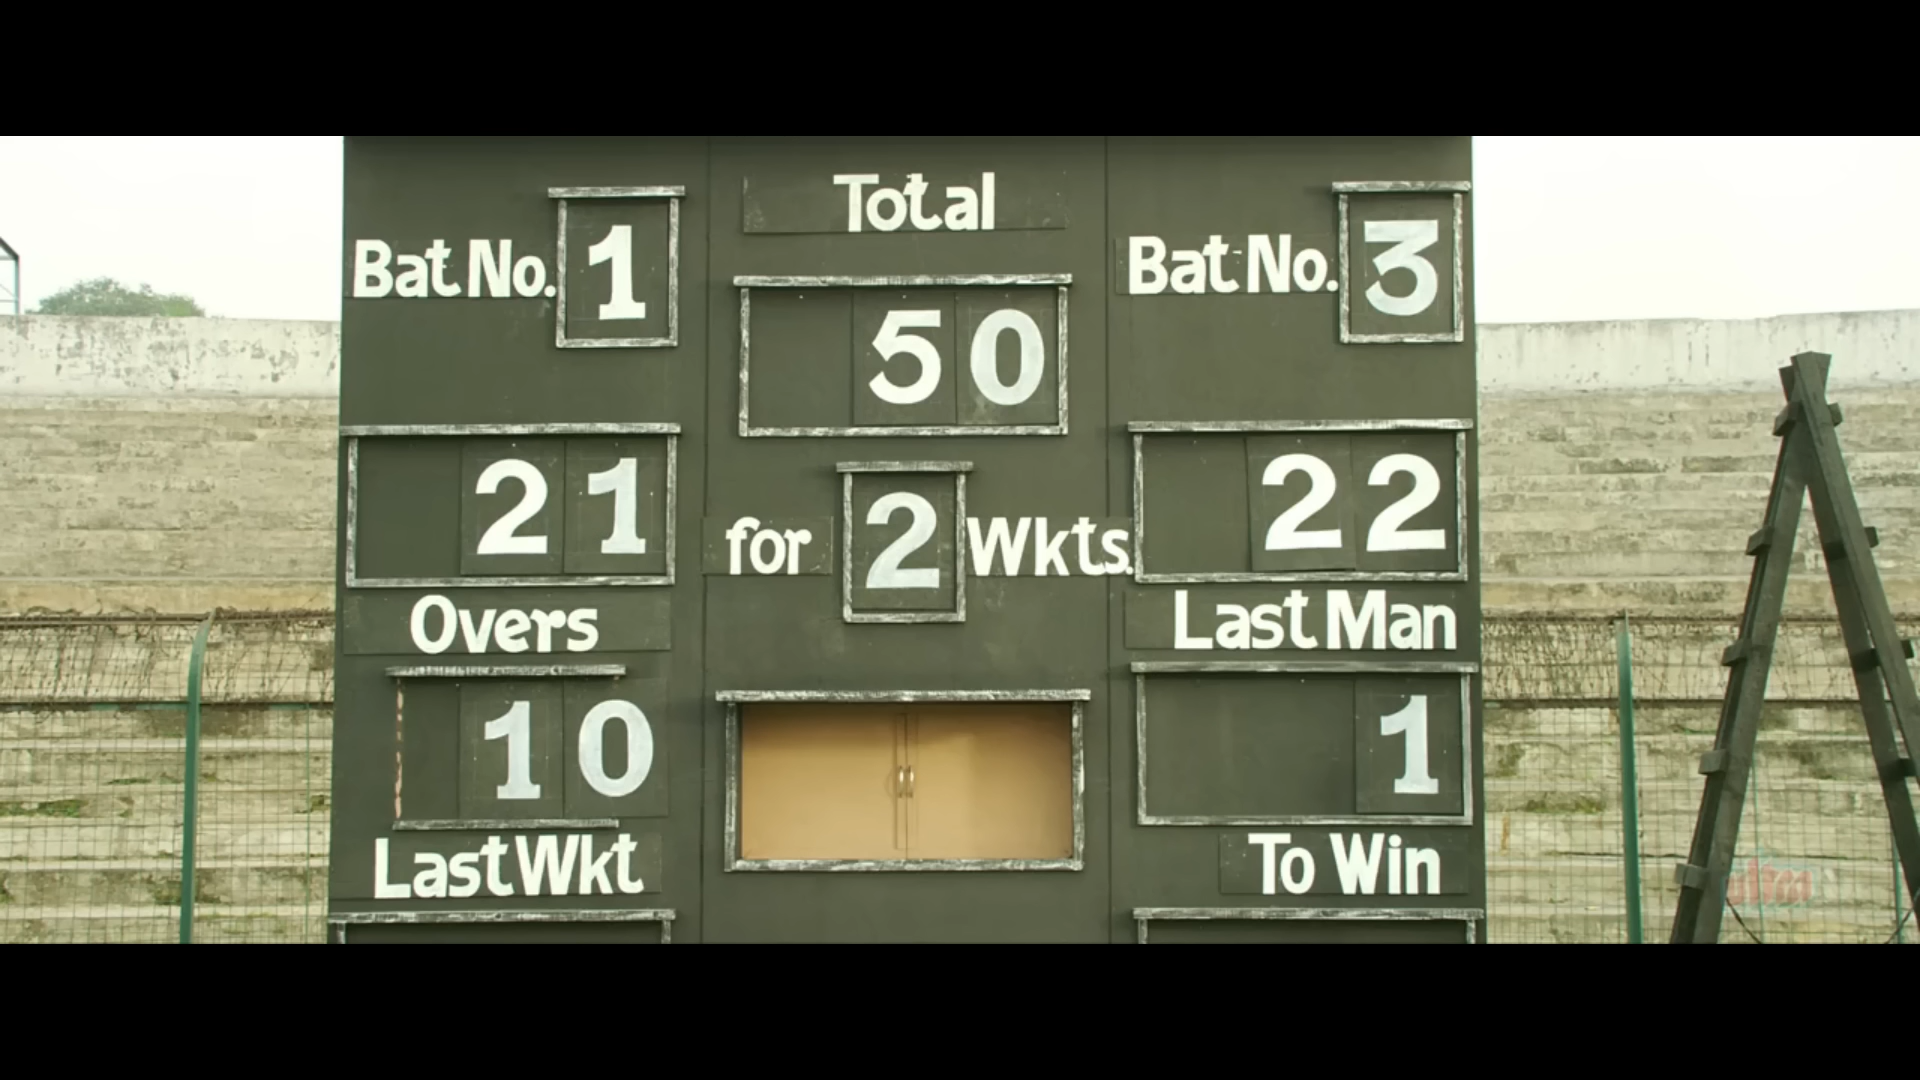 Total
Bat No. 1
Bat No. 3
50
21
for 2 Wkts.
22
Overs
Last Man
10
1
Last Wkt
To Win